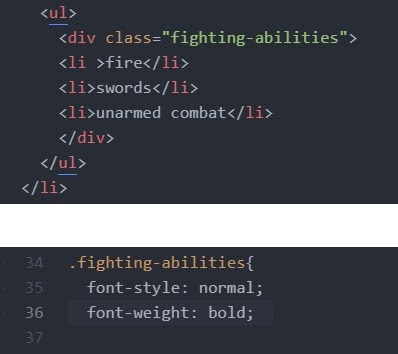 <ul>
<div class="fighting-abilities">
<li >fire</li>
<li>swords</li>
<li>unarmed combat</li>
</div>
</ul>
</li>
34 .fighting-abilities{
35 font-style: normal;
36 font-weight: bold;
37